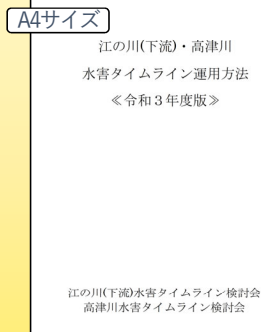 A4サイズ
江の川(下流)・高津川
水害タイムライン運用方法
≪令和３年度版≫
江の川(下流)水害タイムライン検討会
高津川水害タイムライン検討会